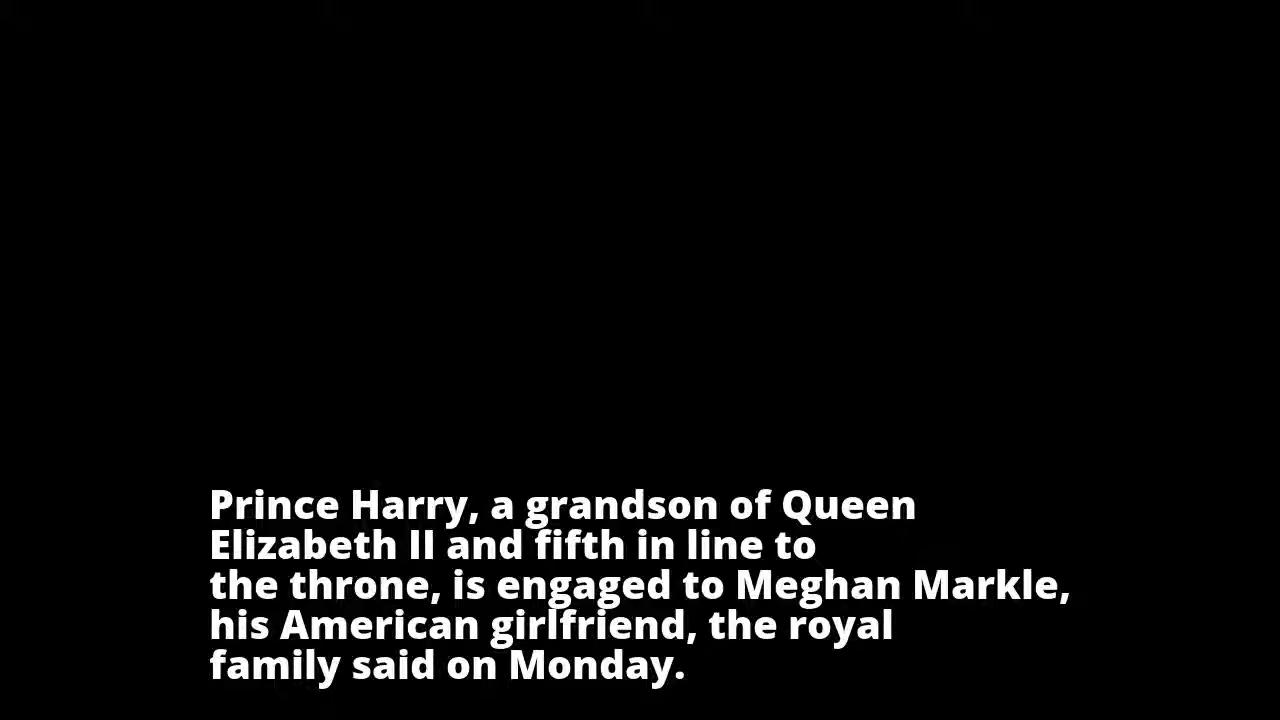 Prince Harry, a grandson of Queen
Elizabeth II and fifth in line to
the throne, is engaged to Meghan Markle,
his American girlfriend, the royal
family said on Monday.